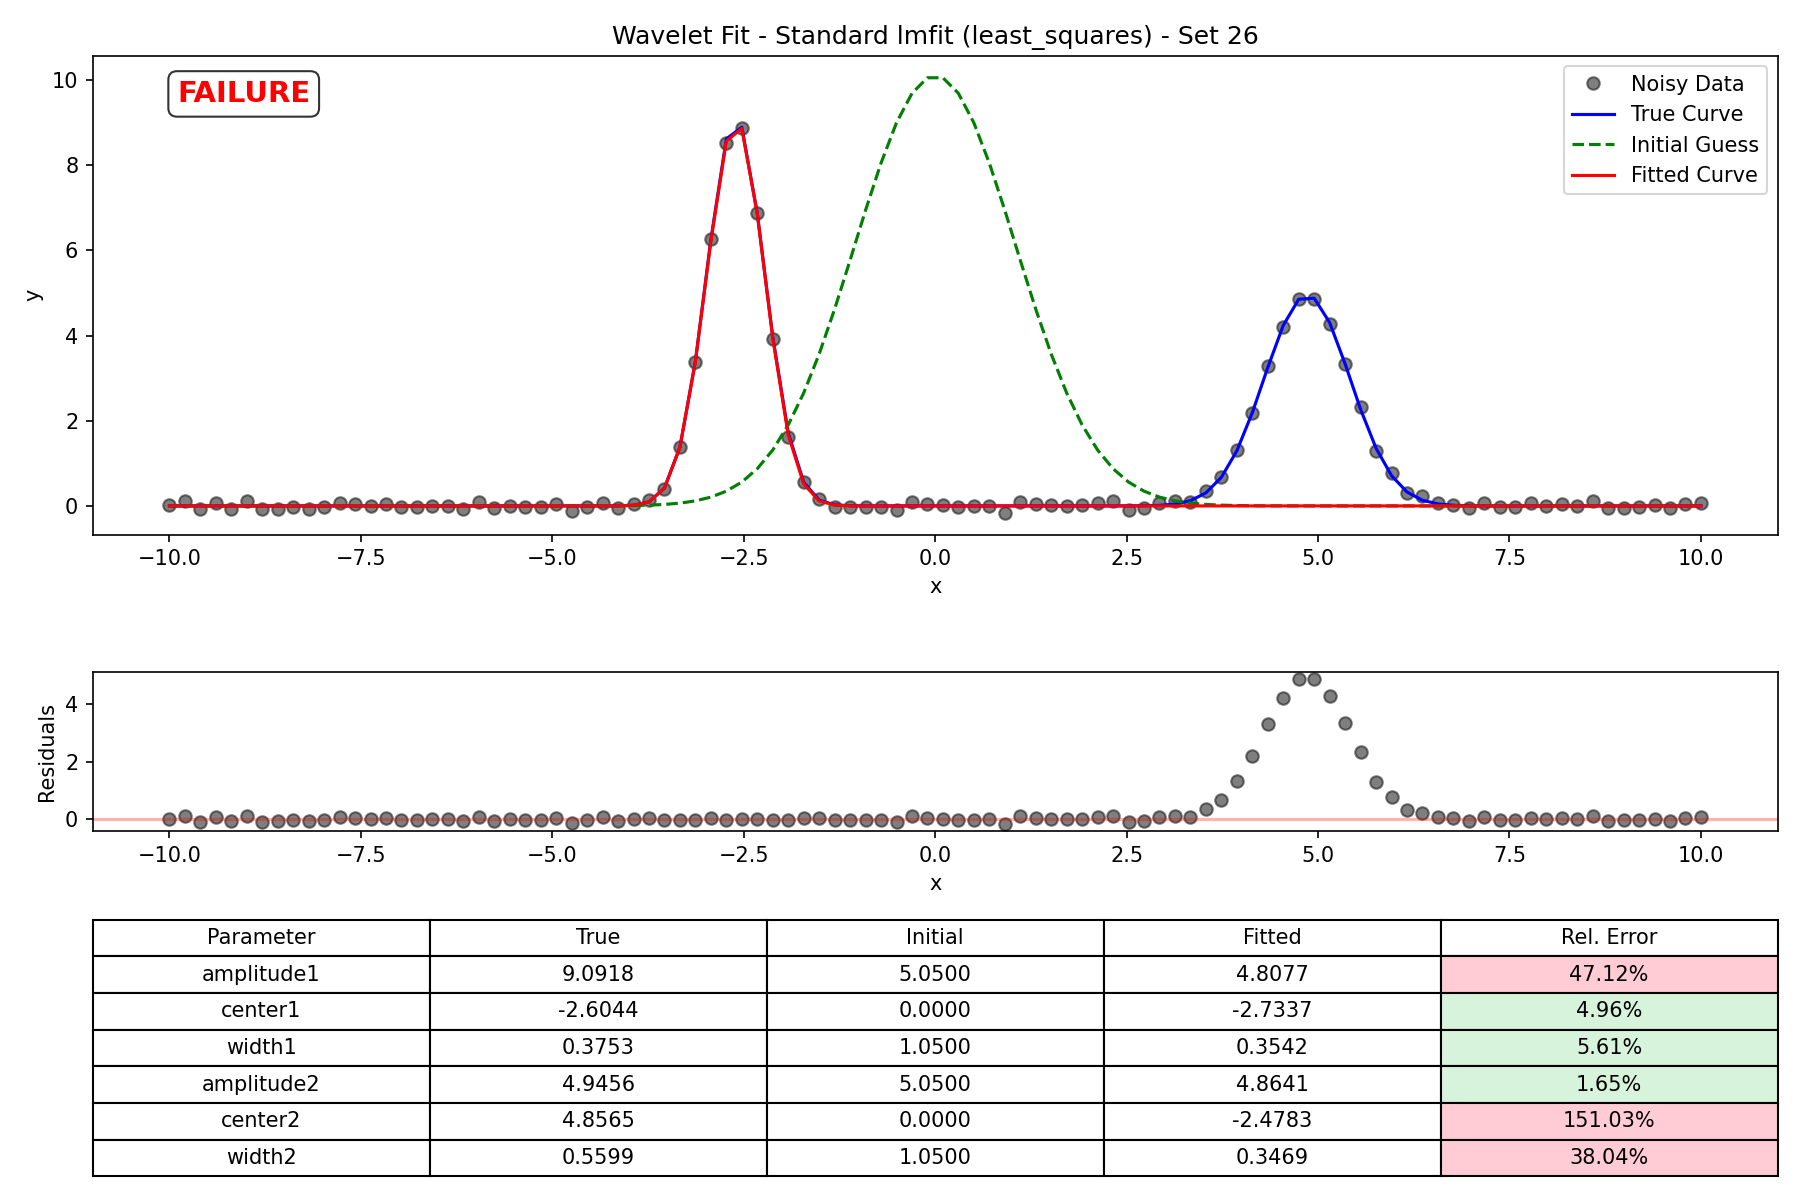 Wavelet Fit - Standard lmfit (least_squares) - Set 26
FAILURE
Noisy Data
True Curve
Initial Guess
Fitted Curve
10
8
6
4
2
0
y
−10.0 −7.5 −5.0 −2.5 0.0 2.5 5.0 7.5 10.0
x
4
2
0
Residuals
−10.0 −7.5 −5.0 −2.5 0.0 2.5 5.0 7.5 10.0
x
Parameter True Initial Fitted Rel. Error
amplitude1 9.0918 5.0500 4.8077 47.12%
center1 -2.6044 0.0000 -2.7337 4.96%
width1 0.3753 1.0500 0.3542 5.61%
amplitude2 4.9456 5.0500 4.8641 1.65%
center2 4.8565 0.0000 -2.4783 151.03%
width2 0.5599 1.0500 0.3469 38.04%